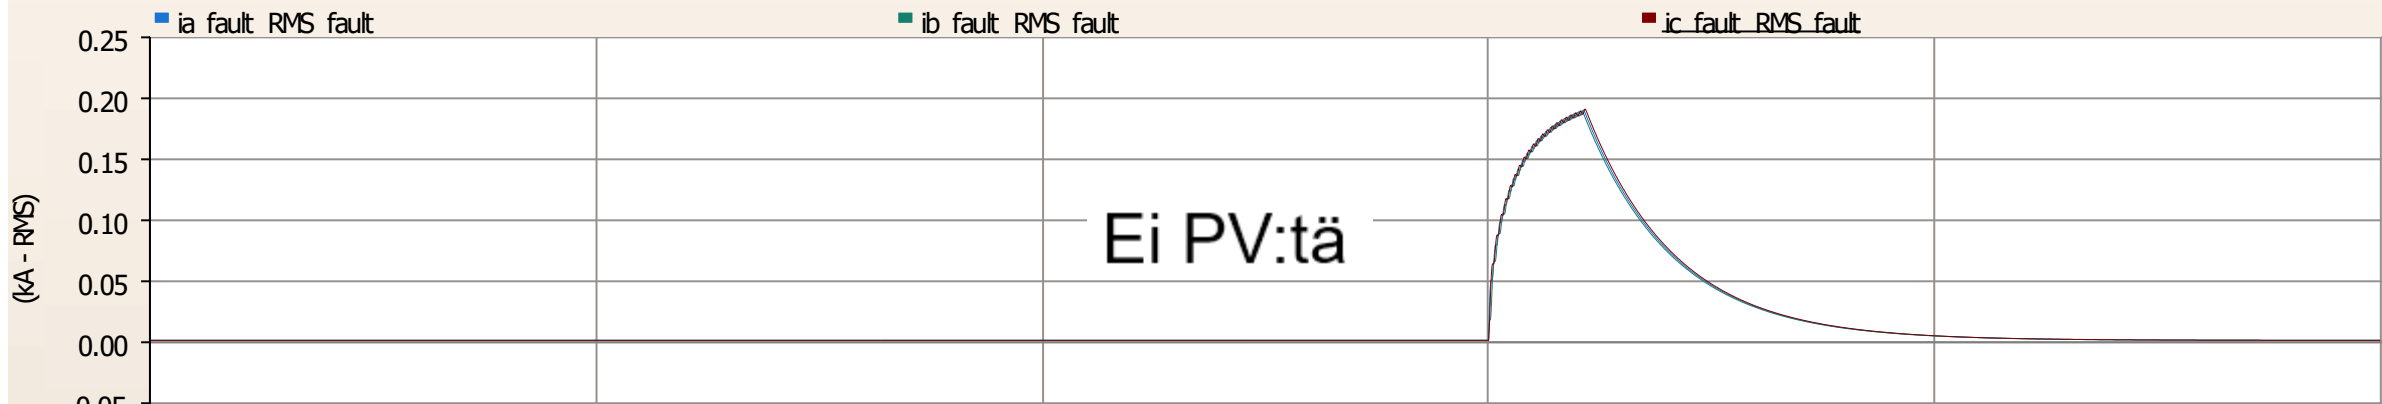 ia fault RMS fault
ib fault RMS fault
ic fault RMS fault
0.25
0.20
0.15
0.10
0.05
0.00
(kA - RMS)
Ei PV:tä